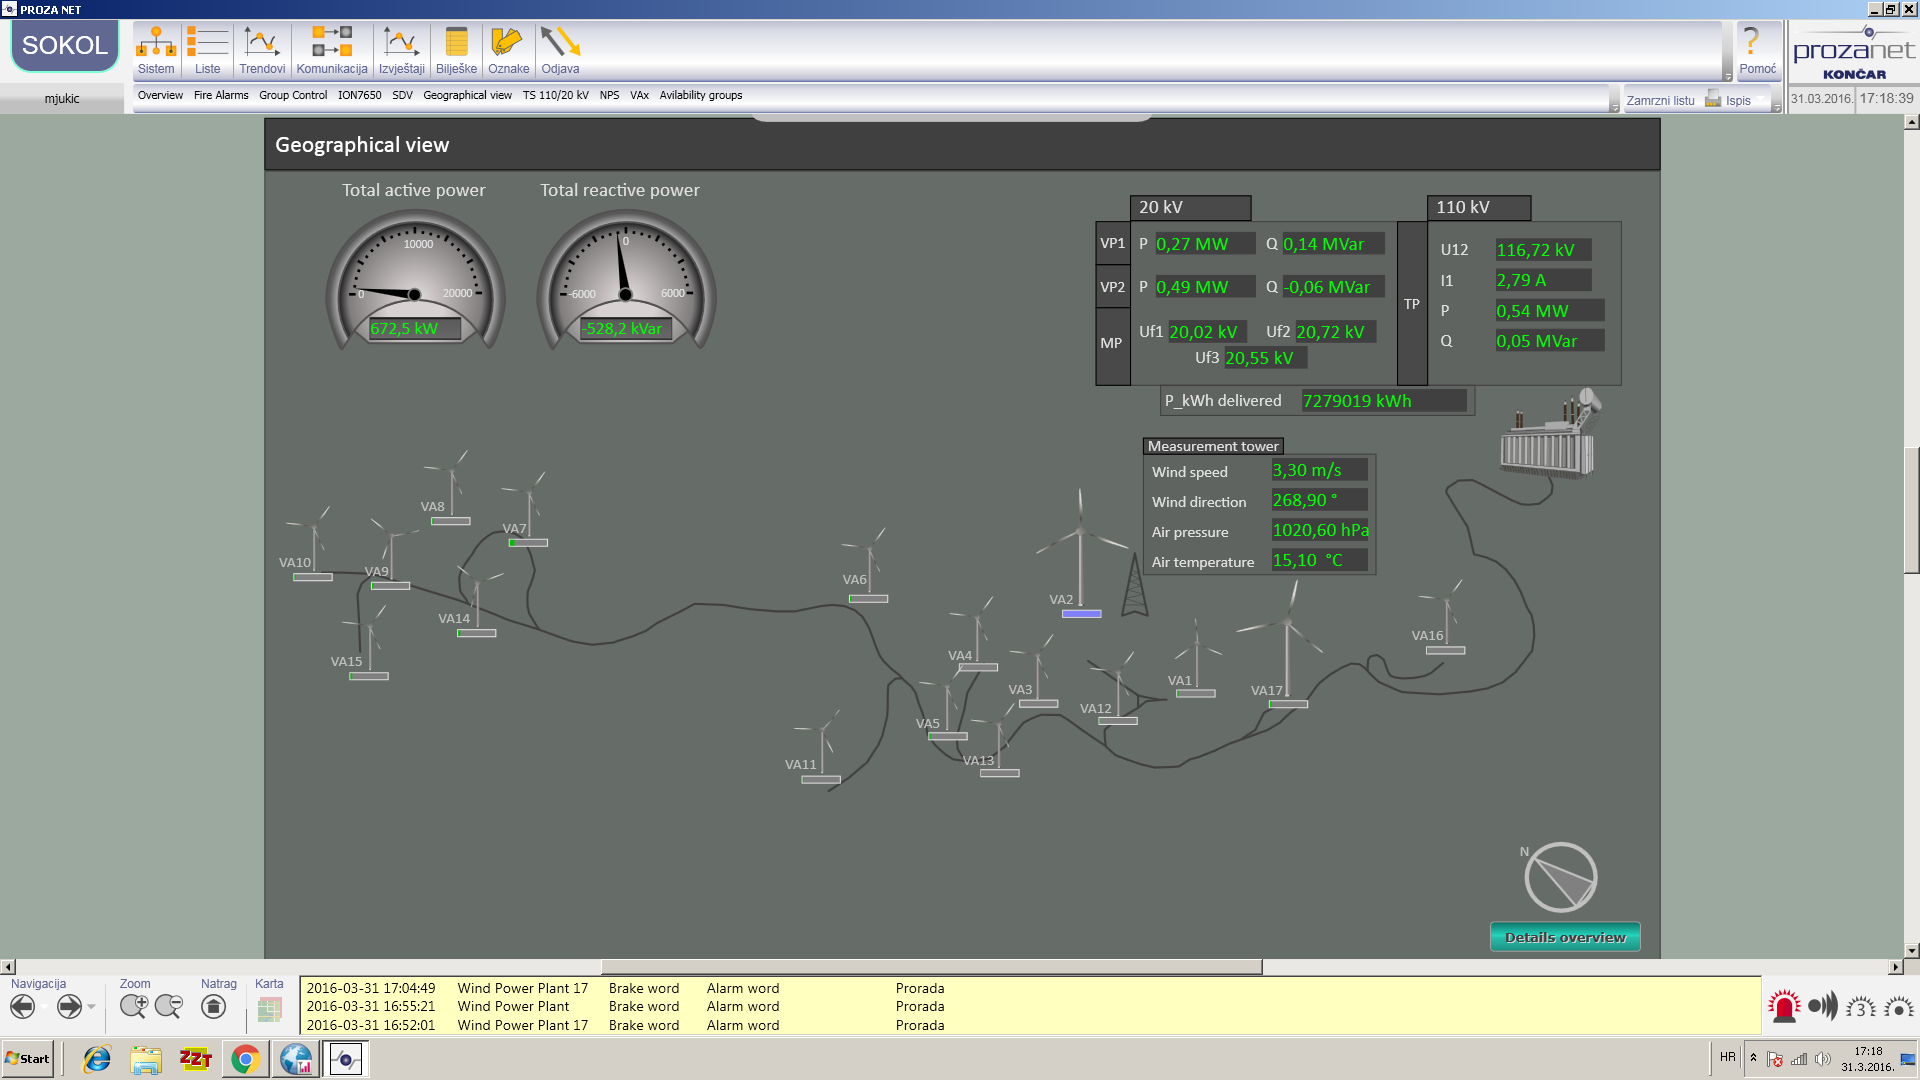 PROZA NET
SOKOL
Sistem Liste Trendovi Komunikacija Izvještaji Bilješke Oznake Odjava
Pomoć
prozanet
KONČAR
mjukic
Overview Fire Alarms Group Control ION7650 SDV Geographical view TS 110/20 kV NPS VAx Avilability groups
Zamrzni listu Ispis
31.03.2016. 17:18:39
Geographical view
Total active power
10000
0 20000
672,5 kW
Total reactive power
0
-6000 6000
-528,2 kVar
20 kV
VP1 P 0,27 MW Q 0,14 MVar
VP2 P 0,49 MW Q -0,06 MVar
MP Uf1 20,02 kV Uf2 20,72 kV
Uf3 20,55 kV
110 kV
TP
U12 116,72 kV
I1 2,79 A
P 0,54 MW
Q 0,05 MVar
P_kWh delivered 7279019 kWh
Measurement tower
Wind speed 3,30 m/s
Wind direction 268,90 °
Air pressure 1020,60 hPa
Air temperature 15,10 °C
VA8
VA7
VA10
VA9
VA14
VA15
VA6
VA2
VA4
VA3
VA5
VA13
VA11
VA12
VA1
VA17
VA16
N
Details overview
Navigacija Zoom Natrag Karta
2016-03-31 17:04:49 Wind Power Plant 17 Brake word Alarm word Prorada
2016-03-31 16:55:21 Wind Power Plant Brake word Alarm word Prorada
2016-03-31 16:52:01 Wind Power Plant 17 Brake word Alarm word Prorada
3
Start
ZZT
HR
17:18
31.3.2016.